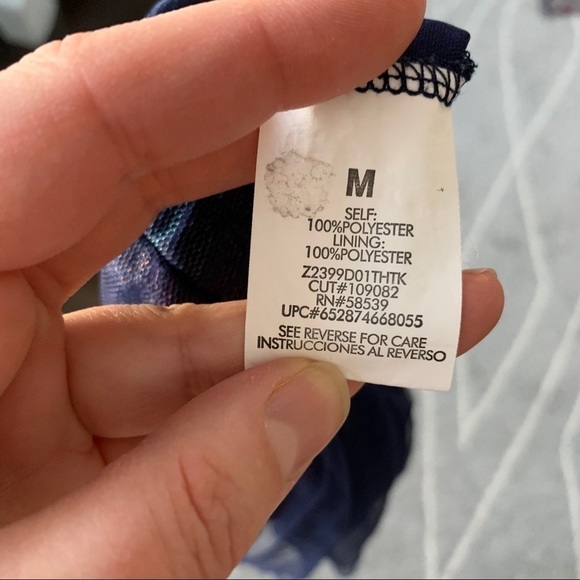 M
SELF:
100%POLYESTER
LINING:
100%POLYESTER
Z2399D01THTK
CUT#109082
RN#58539
UPC#652874668055
SEE REVERSE FOR CARE
INSTRUCCIONES AL REVERSO